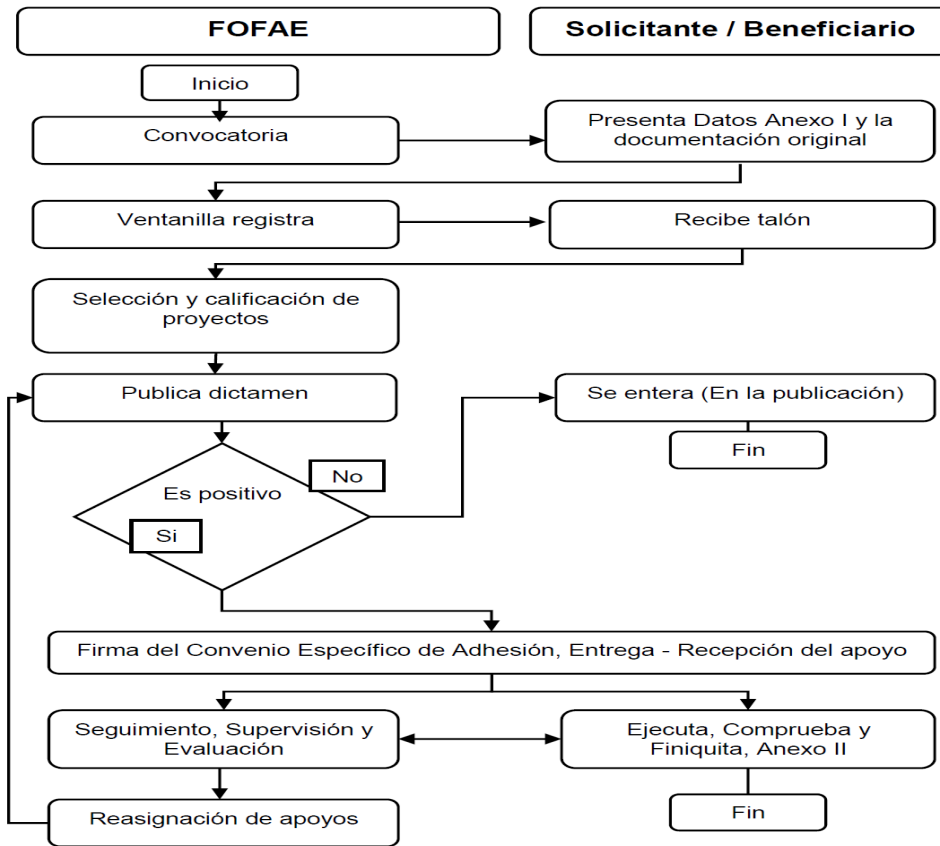 FOFAE
Solicitante / Beneficiario
Inicio
Convocatoria
Presenta Datos Anexo I y la
documentación original
Ventanilla registra
Recibe talón
Selección y calificación de
proyectos
Publica dictamen
Se entera (En la publicación)
Fin
No
Es positivo
Si
Firma del Convenio Específico de Adhesión, Entrega - Recepción del apoyo
Seguimiento, Supervisión y
Evaluación
Ejecuta, Comprueba y
Finiquita, Anexo II
Reasignación de apoyos
Fin